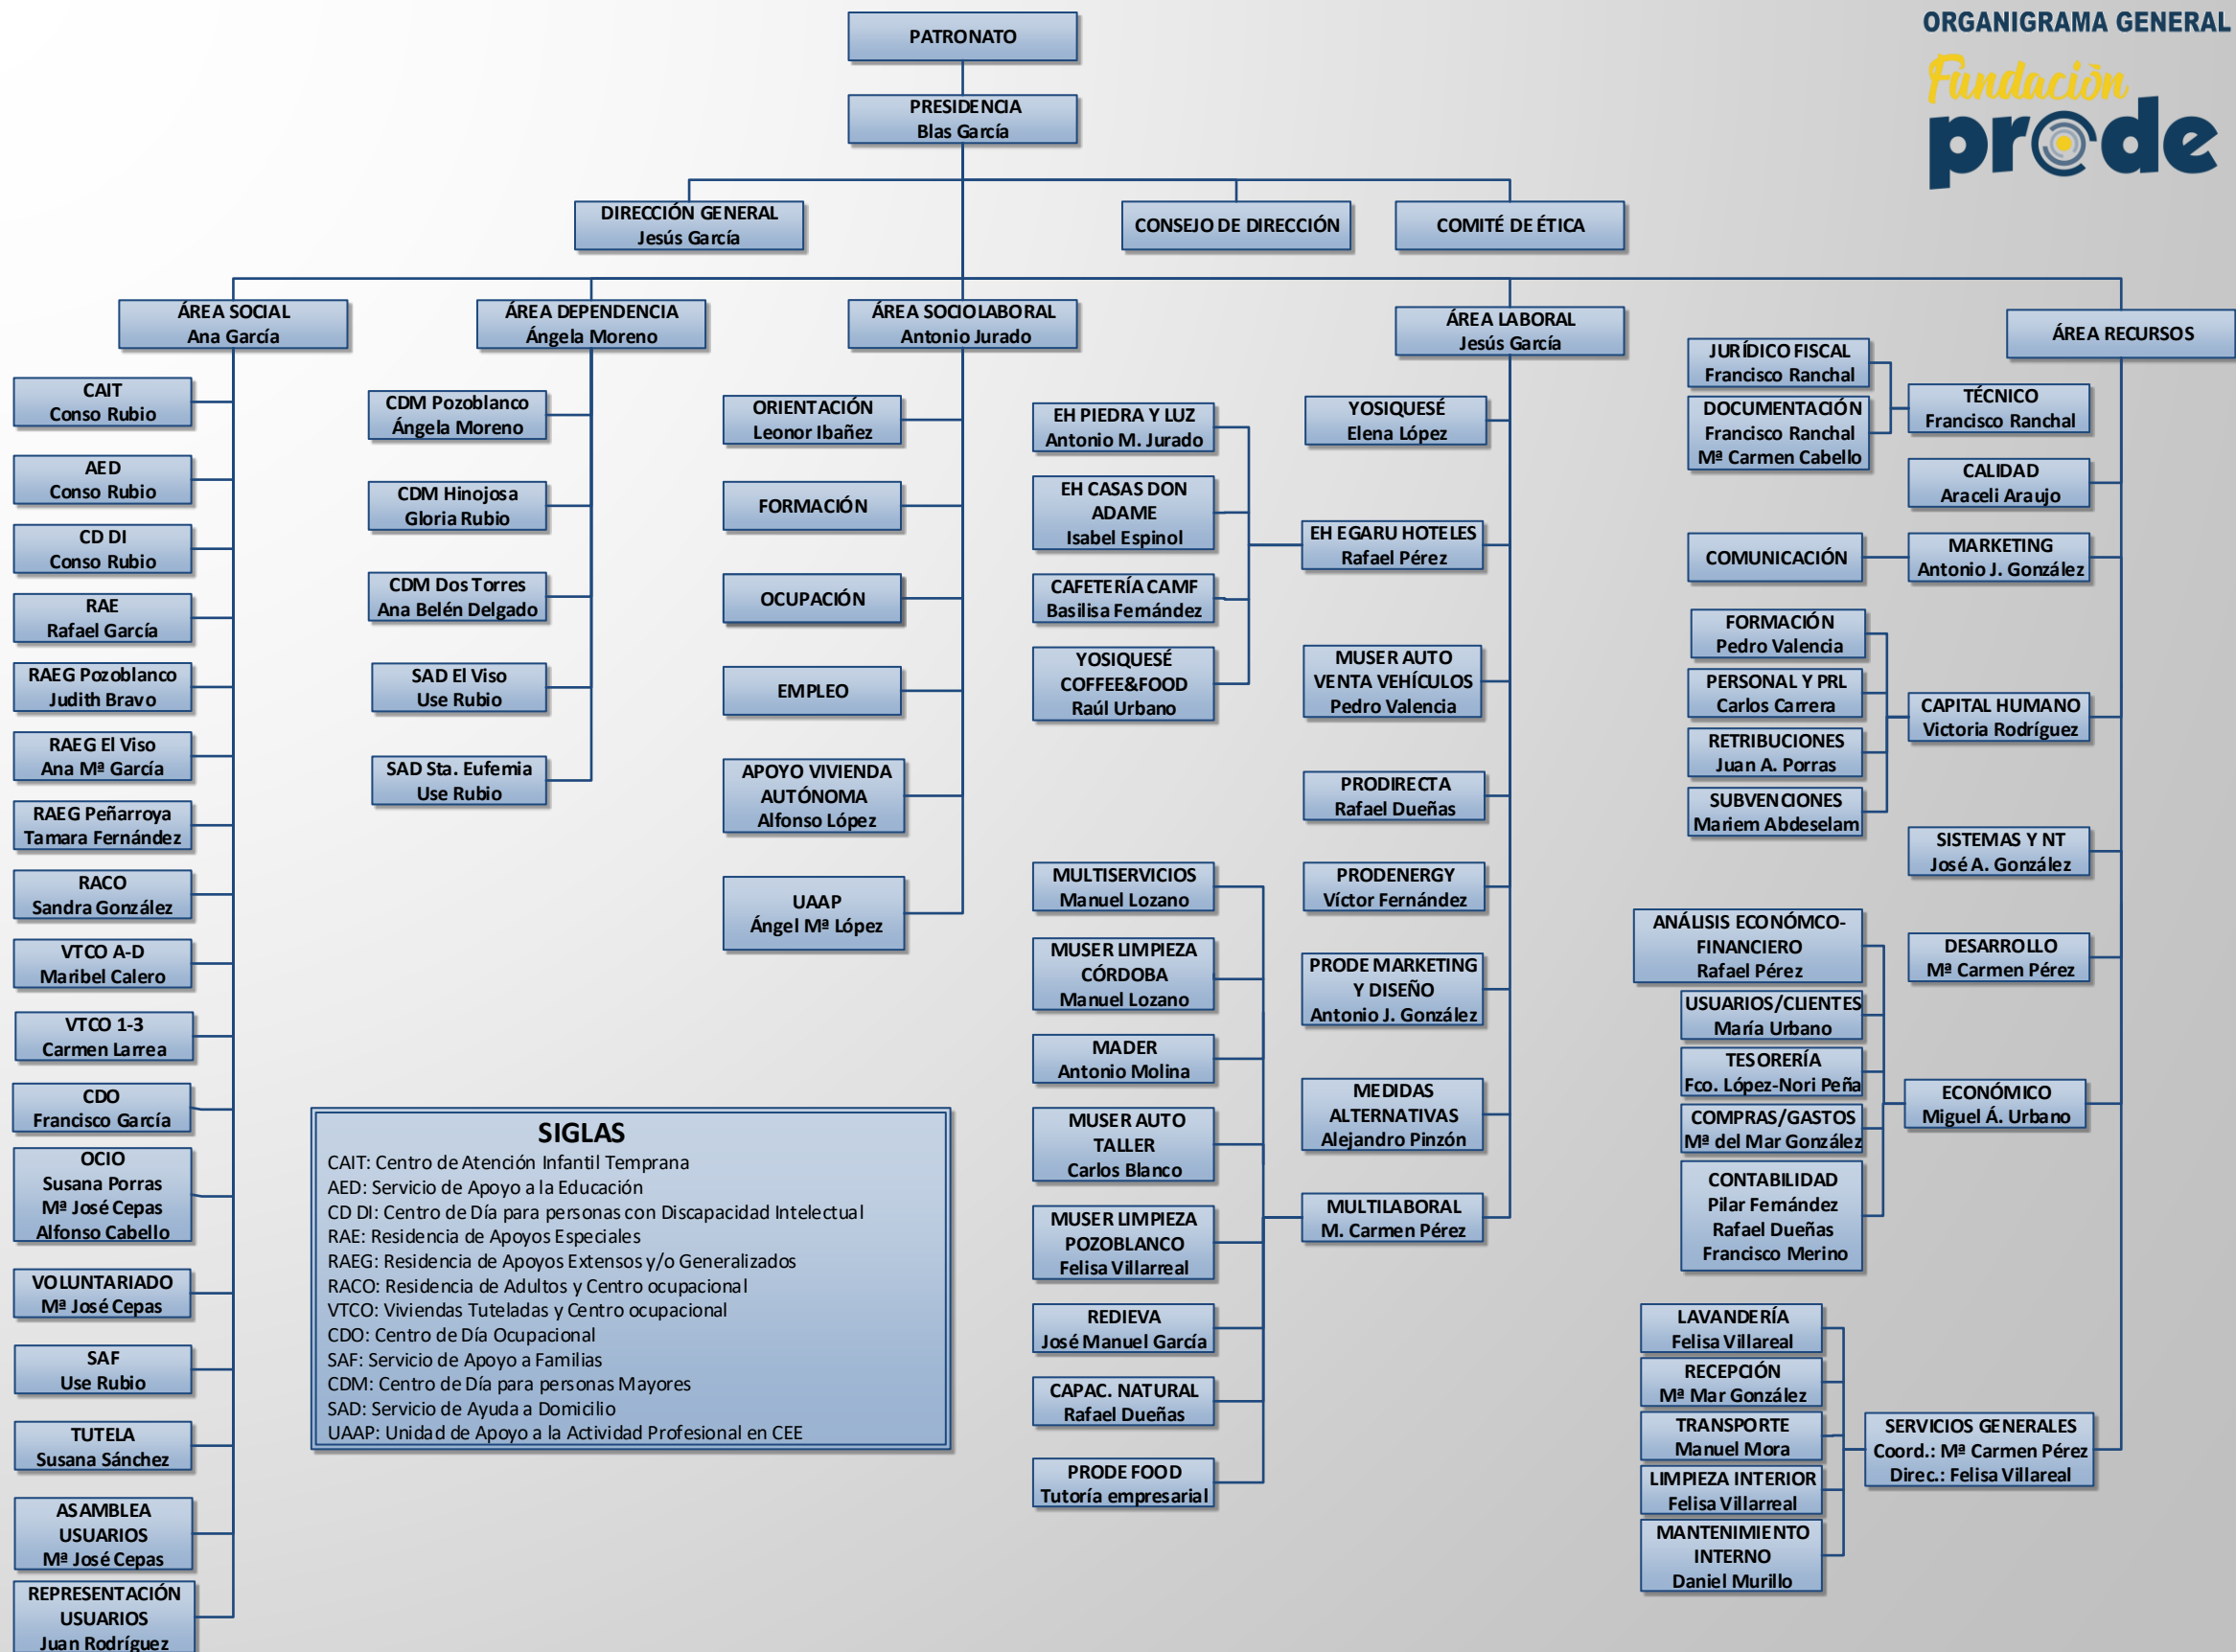 ORGANIGRAMA GENERAL
Fundación
prode
PATRONATO
PRESIDENCIA
Blas García
DIRECCIÓN GENERAL
Jesús García
CONSEJO DE DIRECCIÓN
COMITÉ DE ÉTICA
ÁREA SOCIAL
Ana García
CAIT
Conso Rubio
AED
Conso Rubio
CD DI
Conso Rubio
RAE
Rafael García
RAEG Pozoblanco
Judith Bravo
RAEG El Viso
Ana Mª García
RAEG Peñarroya
Tamara Fernández
RACO
Sandra González
VTCO A-D
Maribel Calero
VTCO 1-3
Carmen Larrea
CDO
Francisco García
OCIO
Susana Porras
Mª José Cepas
Alfonso Cabello
VOLUNTARIADO
Mª José Cepas
SAF
Use Rubio
TUTELA
Susana Sánchez
ASAMBLEA
USUARIOS
Mª José Cepas
REPRESENTACIÓN
USUARIOS
Juan Rodríguez
ÁREA DEPENDENCIA
Ángela Moreno
CDM Pozoblanco
Ángela Moreno
CDM Hinojosa
Gloria Rubio
CDM Dos Torres
Ana Belén Delgado
SAD El Viso
Use Rubio
SAD Sta. Eufemia
Use Rubio
ÁREA SOCIOLABORAL
Antonio Jurado
ORIENTACIÓN
Leonor Ibañez
FORMACIÓN
OCUPACIÓN
EMPLEO
APOYO VIVIENDA
AUTÓNOMA
Alfonso López
UAAP
Ángel Mª López
ÁREA LABORAL
Jesús García
YOSIQUESÉ
Elena López
EH EGARU HOTELES
Rafael Pérez
EH PIEDRA Y LUZ
Antonio M. Jurado
EH CASAS DON
ADAME
Isabel Espinol
CAFETERÍA CAMF
Basilisa Fernández
YOSIQUESÉ
COFFEE&FOOD
Raúl Urbano
MUSER AUTO
VENTA VEHÍCULOS
Pedro Valencia
PRODIRECTA
Rafael Dueñas
PRODENERGY
Víctor Fernández
PRODE MARKETING
Y DISEÑO
Antonio J. González
MEDIDAS
ALTERNATIVAS
Alejandro Pinzón
MULTILABORAL
M. Carmen Pérez
MULTISERVICIOS
Manuel Lozano
MUSER LIMPIEZA
CÓRDOBA
Manuel Lozano
MADER
Antonio Molina
MUSER AUTO
TALLER
Carlos Blanco
MUSER LIMPIEZA
POZOBLANCO
Felisa Villarreal
REDIEVA
José Manuel García
CAPAC. NATURAL
Rafael Dueñas
PRODE FOOD
Tutoría empresarial
ÁREA RECURSOS
TÉCNICO
Francisco Ranchal
JURÍDICO FISCAL
Francisco Ranchal
DOCUMENTACIÓN
Francisco Ranchal
Mª Carmen Cabello
CALIDAD
Araceli Araujo
MARKETING
Antonio J. González
COMUNICACIÓN
CAPITAL HUMANO
Victoria Rodríguez
FORMACIÓN
Pedro Valencia
PERSONAL Y PRL
Carlos Carrera
RETRIBUCIONES
Juan A. Porras
SUBVENCIONES
Mariem Abdeselam
SISTEMAS Y NT
José A. González
DESARROLLO
Mª Carmen Pérez
ECONÓMICO
Miguel Á. Urbano
ANÁLISIS ECONÓMCO-
FINANCIERO
Rafael Pérez
USUARIOS/CLIENTES
María Urbano
TESORERÍA
Fco. López-Nori Peña
COMPRAS/GASTOS
Mª del Mar González
CONTABILIDAD
Pilar Fernández
Rafael Dueñas
Francisco Merino
SERVICIOS GENERALES
Coord.: Mª Carmen Pérez
Direc.: Felisa Villareal
LAVANDERÍA
Felisa Villareal
RECEPCIÓN
Mª Mar González
TRANSPORTE
Manuel Mora
LIMPIEZA INTERIOR
Felisa Villarreal
MANTENIMIENTO
INTERNO
Daniel Murillo
SIGLAS
CAIT: Centro de Atención Infantil Temprana
AED: Servicio de Apoyo a la Educación
CD DI: Centro de Día para personas con Discapacidad Intelectual
RAE: Residencia de Apoyos Especiales
RAEG: Residencia de Apoyos Extensos y/o Generalizados
RACO: Residencia de Adultos y Centro ocupacional
VTCO: Viviendas Tuteladas y Centro ocupacional
CDO: Centro de Día Ocupacional
SAF: Servicio de Apoyo a Familias
CDM: Centro de Día para personas Mayores
SAD: Servicio de Ayuda a Domicilio
UAAP: Unidad de Apoyo a la Actividad Profesional en CEE